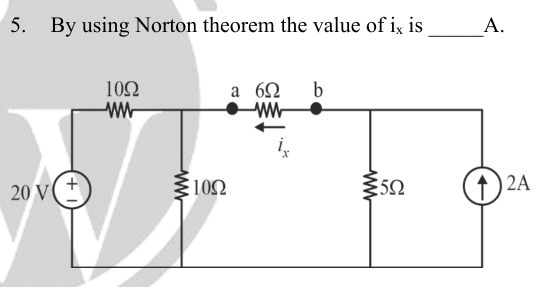 5. By using Norton theorem the value of iₓ is _____A.
10Ω a 6Ω b
iₓ
20 V + 10Ω 5Ω 2A